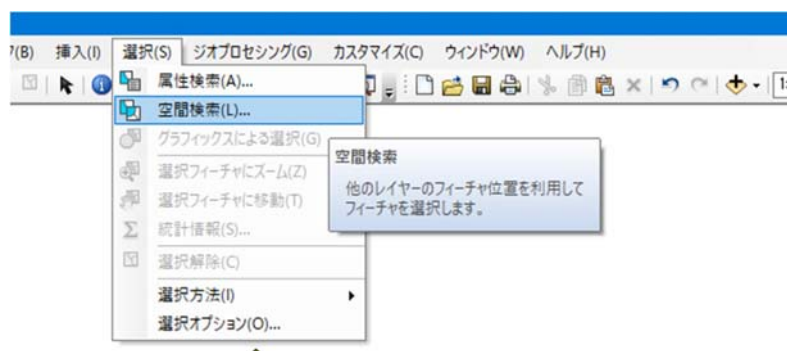 (B) 挿入(I) 選択(S) ジオプロセシング(G) カスタマイズ(C) ウィンドウ(W) ヘルプ(H)
属性検索(A)...
空間検索(L)...
グラフィックスによる選択(G)
選択フィーチャにズーム(Z)
選択フィーチャに移動(T)
統計情報(S)...
選択解除(C)
選択方法(I)
選択オプション(O)...
空間検索
他のレイヤーのフィーチャ位置を利用して
フィーチャを選択します。